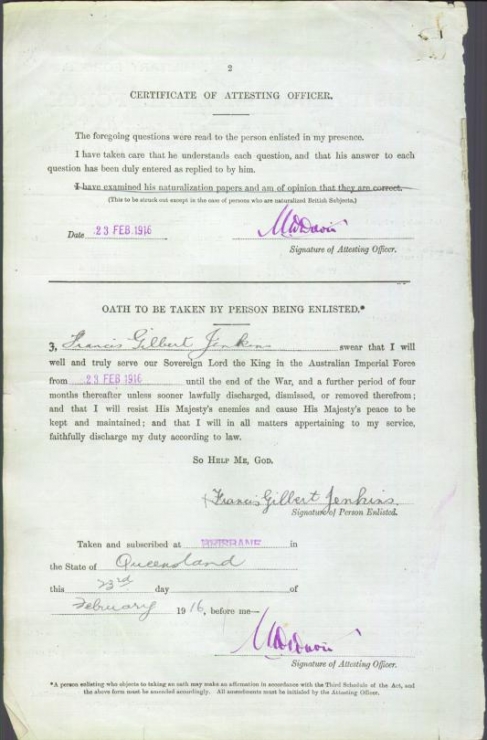 2
CERTIFICATE OF ATTESTING OFFICER.
The foregoing questions were read to the person enlisted in my presence.
I have taken care that he understands each question, and that his answer to each
question has been duly entered as replied to by him.
I have examined his naturalization papers and am of opinion that they are correct.
(This to be struck out except in the case of persons who are naturalized British Subjects.)
Date 23 FEB 1916
Signature of Attesting Officer.
OATH TO BE TAKEN BY PERSON BEING ENLISTED.*
I, Francis Gilbert Jenkins swear that I will
well and truly serve our Sovereign Lord the King in the Australian Imperial Force
from 23 FEB 1916 until the end of the War, and a further period of four
months thereafter unless sooner lawfully discharged, dismissed, or removed therefrom;
and that I will resist His Majesty's enemies and cause His Majesty's peace to be
kept and maintained; and that I will in all matters appertaining to my service,
faithfully discharge my duty according to law.
So Help Me, God.
Francis Gilbert Jenkins.
Signature of Person Enlisted.
Taken and subscribed at BRISBANE in
the State of Queensland
this 23rd day of
February 1916, before me—
Signature of Attesting Officer.
*A person enlisting who objects to taking an oath may make an affirmation in accordance with the Third Schedule of the Act, and
the above form must be amended accordingly. All amendments must be initialed by the Attesting Officer.